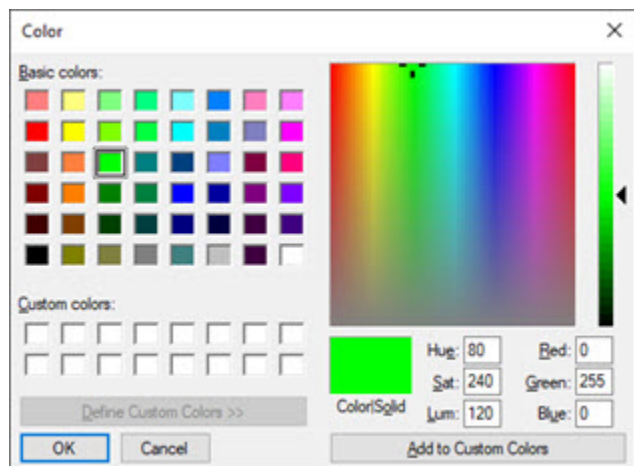 Color
Basic colors:
Custom colors:
Define Custom Colors >>
OK
Cancel
Color|Solid
Hue: 80
Sat: 240
Lum: 120
Red: 0
Green: 255
Blue: 0
Add to Custom Colors